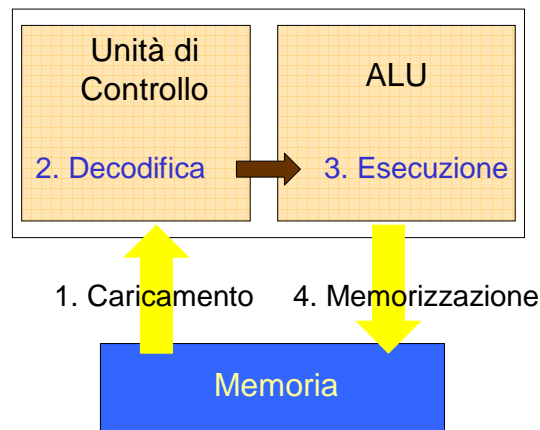 Unità di
Controllo
ALU
2. Decodifica
3. Esecuzione
1. Caricamento
4. Memorizzazione
Memoria